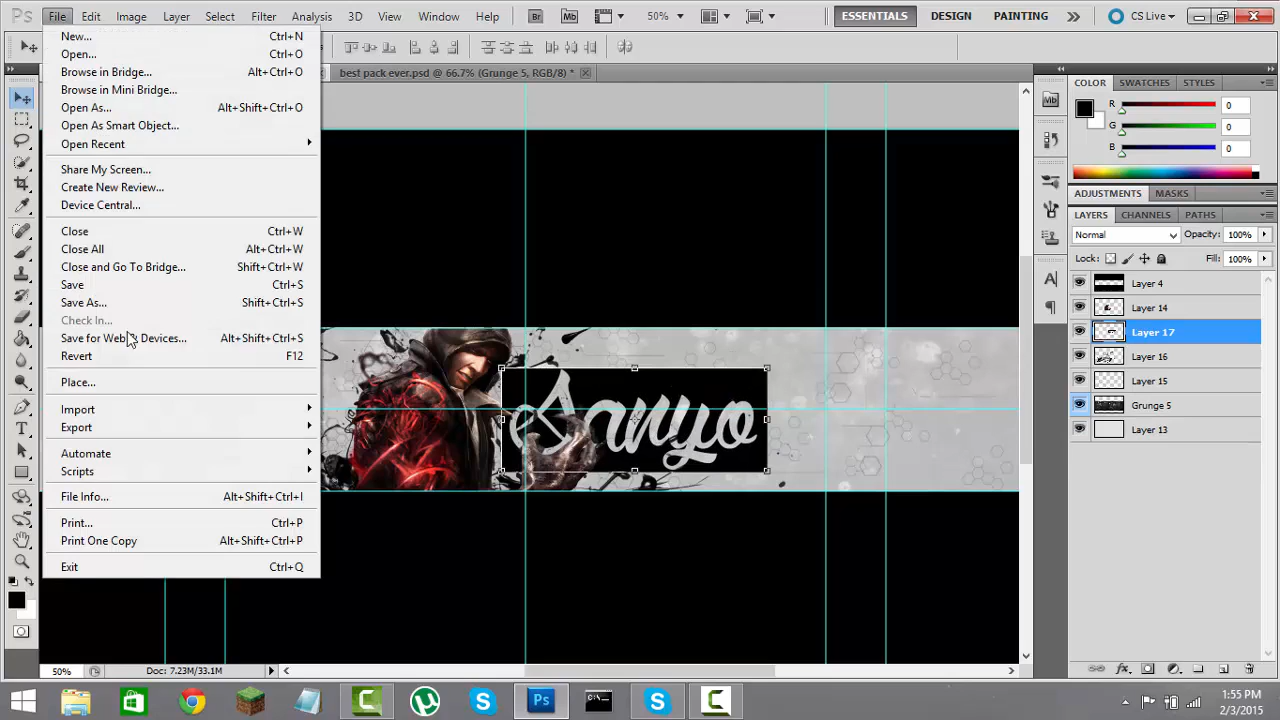 Ps File Edit Image Layer Select Filter Analysis 3D View Window Help Br Mb 50% ESSENTIALS DESIGN PAINTING CS Live
best pack ever.psd @ 66.7% (Grunge 5, RGB/8) *
New... Ctrl+N
Open... Ctrl+O
Browse in Bridge... Alt+Ctrl+O
Browse in Mini Bridge...
Open As... Alt+Shift+Ctrl+O
Open As Smart Object...
Open Recent
Share My Screen...
Create New Review...
Device Central...
Close Ctrl+W
Close All Alt+Ctrl+W
Close and Go To Bridge... Shift+Ctrl+W
Save Ctrl+S
Save As... Shift+Ctrl+S
Check In...
Save for Web & Devices... Alt+Shift+Ctrl+S
Revert F12
Place...
Import
Export
Automate
Scripts
File Info... Alt+Shift+Ctrl+I
Print... Ctrl+P
Print One Copy Alt+Shift+Ctrl+P
Exit Ctrl+Q
Mb
COLOR SWATCHES STYLES
R 0
G 0
B 0
ADJUSTMENTS MASKS
LAYERS CHANNELS PATHS
Normal Opacity: 100%
Lock: Fill: 100%
Layer 4
Layer 14
Layer 17
Layer 16
Layer 15
Grunge 5
Layer 13
50% Doc: 7.23M/33.1M
Ps
1:55 PM
2/3/2015